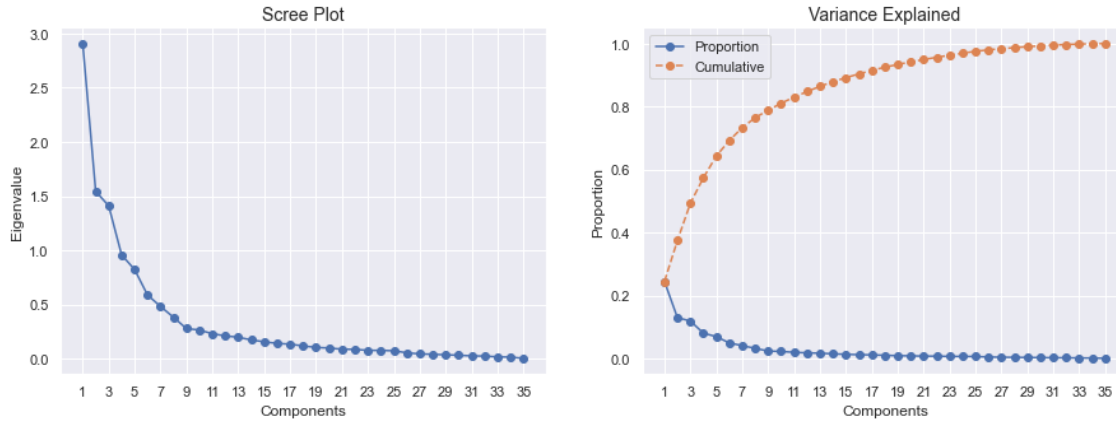 Scree Plot
3.0
2.5
2.0
1.5
1.0
0.5
0.0
Eigenvalue
1 3 5 7 9 11 13 15 17 19 21 23 25 27 29 31 33 35
Components
Variance Explained
Proportion
Cumulative
1.0
0.8
0.6
0.4
0.2
0.0
Proportion
1 3 5 7 9 11 13 15 17 19 21 23 25 27 29 31 33 35
Components